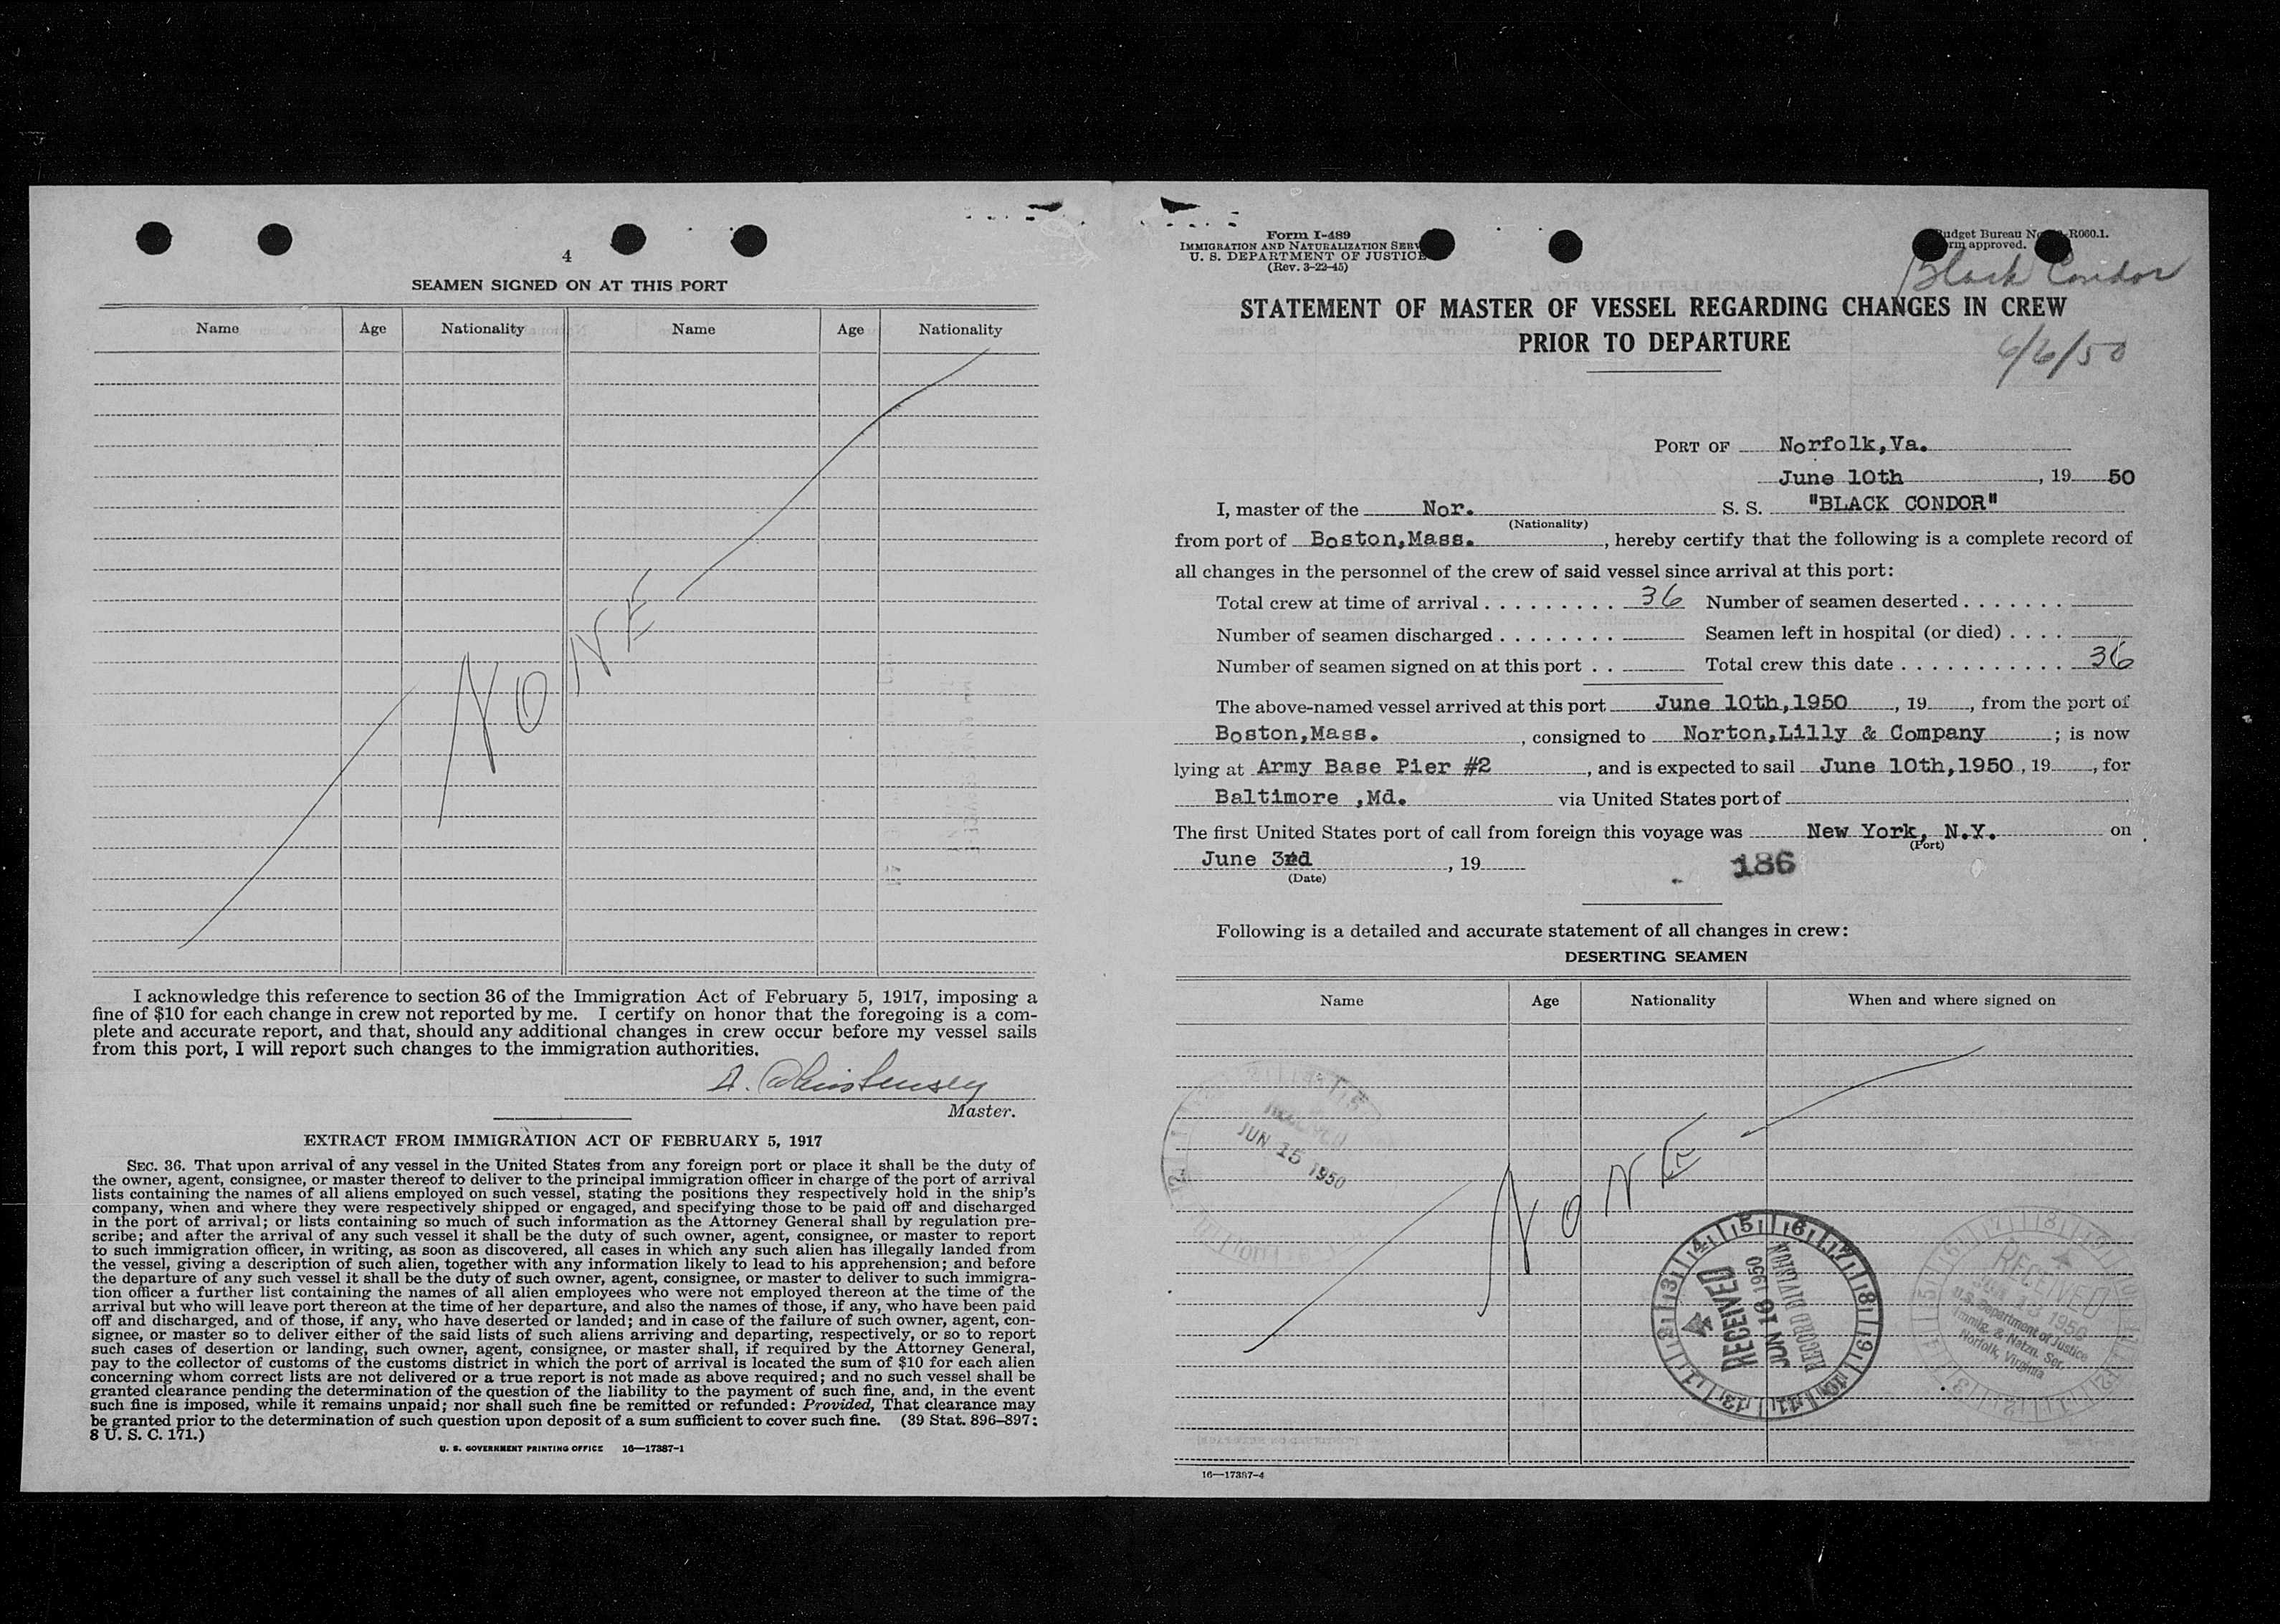 4
SEAMEN SIGNED ON AT THIS PORT
Name Age Nationality Name Age Nationality
NONE
I acknowledge this reference to section 36 of the Immigration Act of February 5, 1917, imposing a
fine of $10 for each change in crew not reported by me. I certify on honor that the foregoing is a com-
plete and accurate report, and that, should any additional changes in crew occur before my vessel sails
from this port, I will report such changes to the immigration authorities.
A. Christensen
Master.
EXTRACT FROM IMMIGRATION ACT OF FEBRUARY 5, 1917
SEC. 36. That upon arrival of any vessel in the United States from any foreign port or place it shall be the duty of
the owner, agent, consignee, or master thereof to deliver to the principal immigration officer in charge of the port of arrival
lists containing the names of all aliens employed on such vessel, stating the positions they respectively hold in the ship's
company, when and where they were respectively shipped or engaged, and specifying those to be paid off and discharged
in the port of arrival; or lists containing so much of such information as the Attorney General shall by regulation pre-
scribe; and after the arrival of any such vessel it shall be the duty of such owner, agent, consignee, or master to report
to such immigration officer, in writing, as soon as discovered, all cases in which any such alien has illegally landed from
the vessel, giving a description of such alien, together with any information likely to lead to his apprehension; and before
the departure of any such vessel it shall be the duty of such owner, agent, consignee, or master to deliver to such immigra-
tion officer a further list containing the names of all alien employees who were not employed thereon at the time of the
arrival but who will leave port thereon at the time of her departure, and also the names of those, if any, who have been paid
off and discharged, and of those, if any, who have deserted or landed; and in case of the failure of such owner, agent, con-
signee, or master so to deliver either of the said lists of such aliens arriving and departing, respectively, or so to report
such cases of desertion or landing, such owner, agent, consignee, or master shall, if required by the Attorney General,
pay to the collector of customs of the customs district in which the port of arrival is located the sum of $10 for each alien
concerning whom correct lists are not delivered or a true report is not made as above required; and no such vessel shall be
granted clearance pending the determination of the question of the liability to the payment of such fine, and, in the event
such fine is imposed, while it remains unpaid; nor shall such fine be remitted or refunded: Provided, That clearance may
be granted prior to the determination of such question upon deposit of a sum sufficient to cover such fine. (39 Stat. 896–897;
8 U. S. C. 171.)
U. S. GOVERNMENT PRINTING OFFICE 16—17387-1
Form I-489
IMMIGRATION AND NATURALIZATION SERV
U. S. DEPARTMENT OF JUSTICE
(Rev. 3-22-45)
udget Bureau No. -R060.1.
rm approved.
Black Condor
STATEMENT OF MASTER OF VESSEL REGARDING CHANGES IN CREW
PRIOR TO DEPARTURE
6/6/50
PORT OF Norfolk,Va.
June 10th, 19 50
I, master of the Nor. S. S. "BLACK CONDOR"
(Nationality)
from port of Boston,Mass., hereby certify that the following is a complete record of
all changes in the personnel of the crew of said vessel since arrival at this port:
Total crew at time of arrival . . . . . . . . . 36 Number of seamen deserted . . . . . . .
Number of seamen discharged . . . . . . . . Seamen left in hospital (or died) . . . .
Number of seamen signed on at this port . . Total crew this date . . . . . . . . . . . 36
The above-named vessel arrived at this port June 10th,1950, 19, from the port of
Boston,Mass., consigned to Norton,Lilly & Company; is now
lying at Army Base Pier #2, and is expected to sail June 10th,1950, 19, for
Baltimore ,Md. via United States port of
The first United States port of call from foreign this voyage was New York, N.Y. on
(Port)
June 3rd, 19
(Date)
186
Following is a detailed and accurate statement of all changes in crew:
DESERTING SEAMEN
Name Age Nationality When and where signed on
RECEIVED
JUN 15 1950
NONE
RECEIVED
JUN 16 1950
RECORD DIVISION
RECEIVED
1950
U.S. Department of Justice
Immig. & Natzn. Ser.
Norfolk, Virginia
16—17387-4